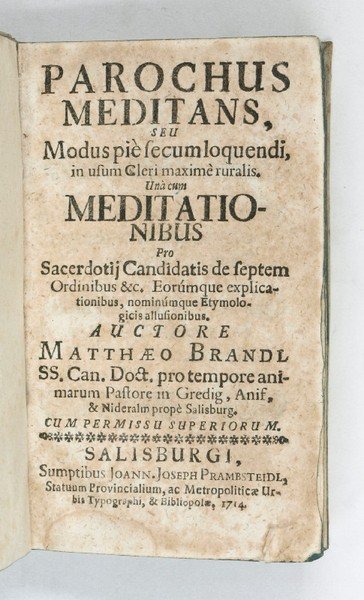 PAROCHUS
MEDITANS,
SEU
Modus piè ſecum loquendi,
in uſum Cleri maximè ruralis.
Unà cum
MEDITATIO-
NIBUS
Pro
Sacerdotij Candidatis de ſeptem
Ordinibus &c. Eorúmque explica-
tionibus, nominúmque Etymolo-
gicis alluſionibus.
AUCTORE
MATTHÆO BRANDL
SS. Can. Doct. pro tempore ani-
marum Paſtore in Gredig, Anif,
& Nideralm propè Salisburg.
CUM PERMISSU SUPERIORUM.
SALISBURGI,
Sumptibus JOANN. JOSEPH PRAMBSTEIDL,
Statuum Provincialium, ac Metropoliticæ Ur-
bis Typographi, & Bibliopolæ, 1714.